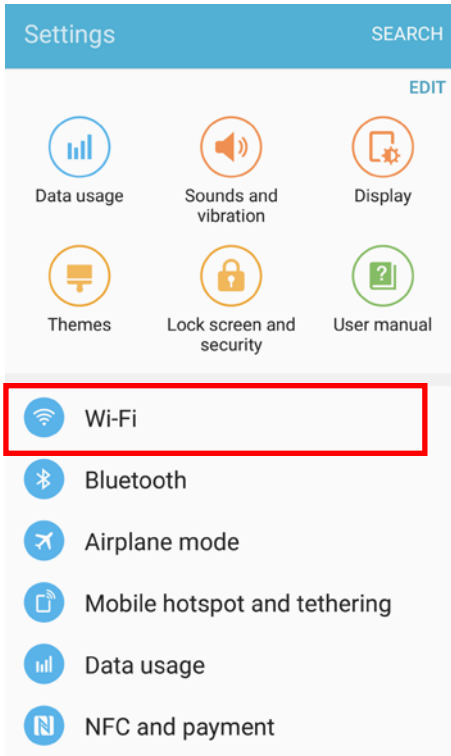 Settings SEARCH
EDIT
Data usage Sounds and vibration Display
Themes Lock screen and security User manual
Wi-Fi
Bluetooth
Airplane mode
Mobile hotspot and tethering
Data usage
NFC and payment